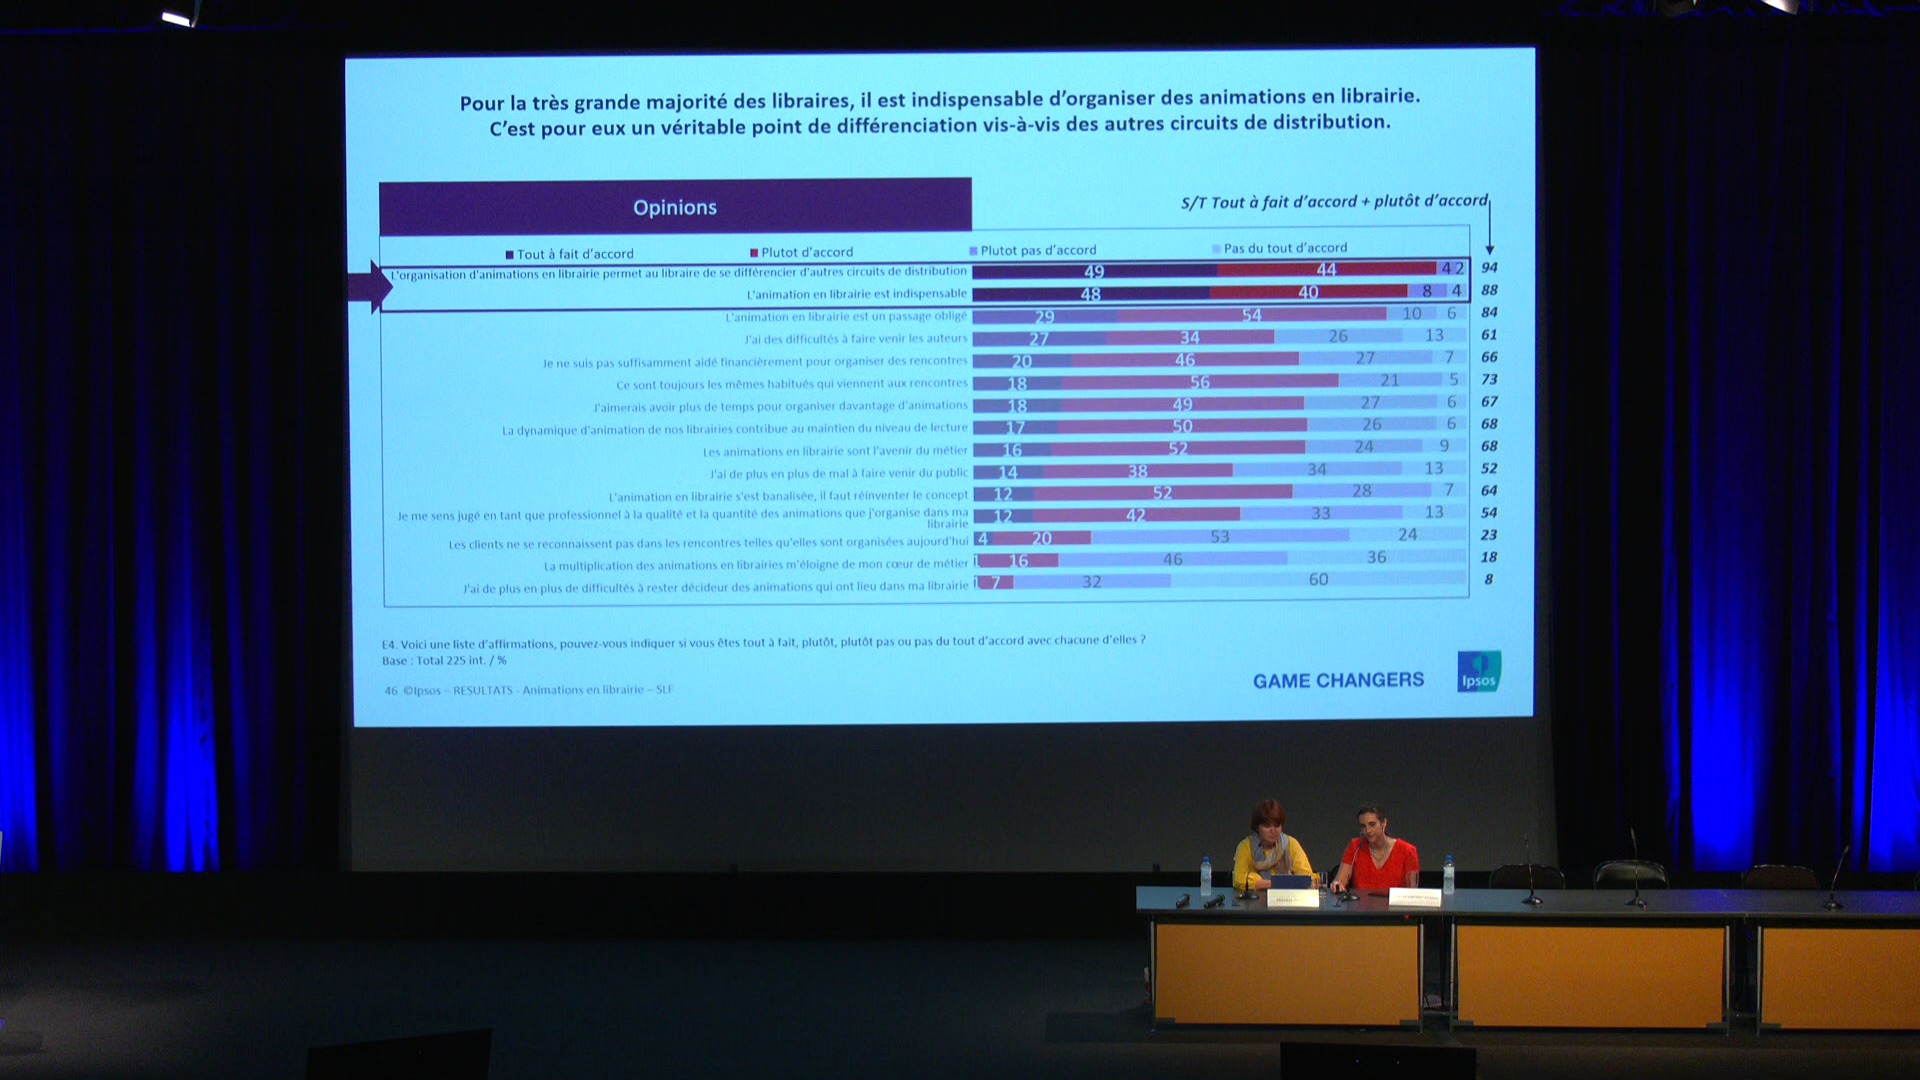 Pour la très grande majorité des libraires, il est indispensable d’organiser des animations en librairie.
C’est pour eux un véritable point de différenciation vis-à-vis des autres circuits de distribution.
Opinions
S/T Tout à fait d’accord + plutôt d’accord
Tout à fait d’accord Plutot d’accord Plutot pas d’accord Pas du tout d’accord
L'organisation d'animations en librairie permet au libraire de se différencier d'autres circuits de distribution 49 44 4 2 94
L'animation en librairie est indispensable 48 40 8 4 88
L'animation en librairie est un passage obligé 29 54 10 6 84
J'ai des difficultés à faire venir les auteurs 27 34 26 13 61
Je ne suis pas suffisamment aidé financièrement pour organiser des rencontres 20 46 27 7 66
Ce sont toujours les mêmes habitués qui viennent aux rencontres 18 56 21 5 73
J'aimerais avoir plus de temps pour organiser davantage d'animations 18 49 27 6 67
La dynamique d'animation de nos librairies contribue au maintien du niveau de lecture 17 50 26 6 68
Les animations en librairie sont l'avenir du métier 16 52 24 9 68
J'ai de plus en plus de mal à faire venir du public 14 38 34 13 52
L'animation en librairie s'est banalisée, il faut réinventer le concept 12 52 28 7 64
Je me sens jugé en tant que professionnel à la qualité et la quantité des animations que j'organise dans ma
librairie 12 42 33 13 54
Les clients ne se reconnaissent pas dans les rencontres telles qu'elles sont organisées aujourd'hui 4 20 53 24 23
La multiplication des animations en librairies m'éloigne de mon cœur de métier 1 16 46 36 18
J'ai de plus en plus de difficultés à rester décideur des animations qui ont lieu dans ma librairie 1 7 32 60 8
E4. Voici une liste d’affirmations, pouvez-vous indiquer si vous êtes tout à fait, plutôt, plutôt pas ou pas du tout d’accord avec chacune d’elles ?
Base : Total 225 int. / %
46 ©Ipsos – RESULTATS - Animations en librairie – SLF
GAME CHANGERS
Ipsos